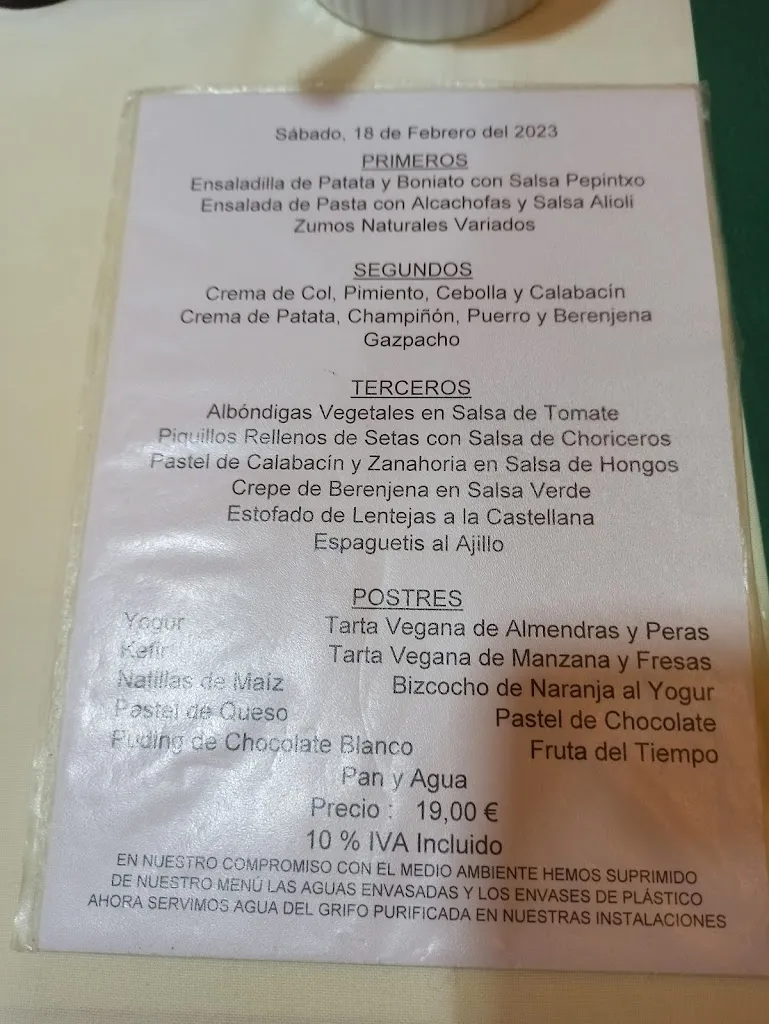 Sábado, 18 de Febrero del 2023
PRIMEROS
Ensaladilla de Patata y Boniato con Salsa Pepintxo
Ensalada de Pasta con Alcachofas y Salsa Alioli
Zumos Naturales Variados
SEGUNDOS
Crema de Col, Pimiento, Cebolla y Calabacín
Crema de Patata, Champiñón, Puerro y Berenjena
Gazpacho
TERCEROS
Albóndigas Vegetales en Salsa de Tomate
Piquillos Rellenos de Setas con Salsa de Choriceros
Pastel de Calabacín y Zanahoria en Salsa de Hongos
Crepe de Berenjena en Salsa Verde
Estofado de Lentejas a la Castellana
Espaguetis al Ajillo
POSTRES
Yogur Tarta Vegana de Almendras y Peras
Kefir Tarta Vegana de Manzana y Fresas
Natillas de Maíz Bizcocho de Naranja al Yogur
Pastel de Queso Pastel de Chocolate
Puding de Chocolate Blanco Fruta del Tiempo
Pan y Agua
Precio : 19,00 €
10 % IVA Incluido
EN NUESTRO COMPROMISO CON EL MEDIO AMBIENTE HEMOS SUPRIMIDO
DE NUESTRO MENÚ LAS AGUAS ENVASADAS Y LOS ENVASES DE PLÁSTICO
AHORA SERVIMOS AGUA DEL GRIFO PURIFICADA EN NUESTRAS INSTALACIONES